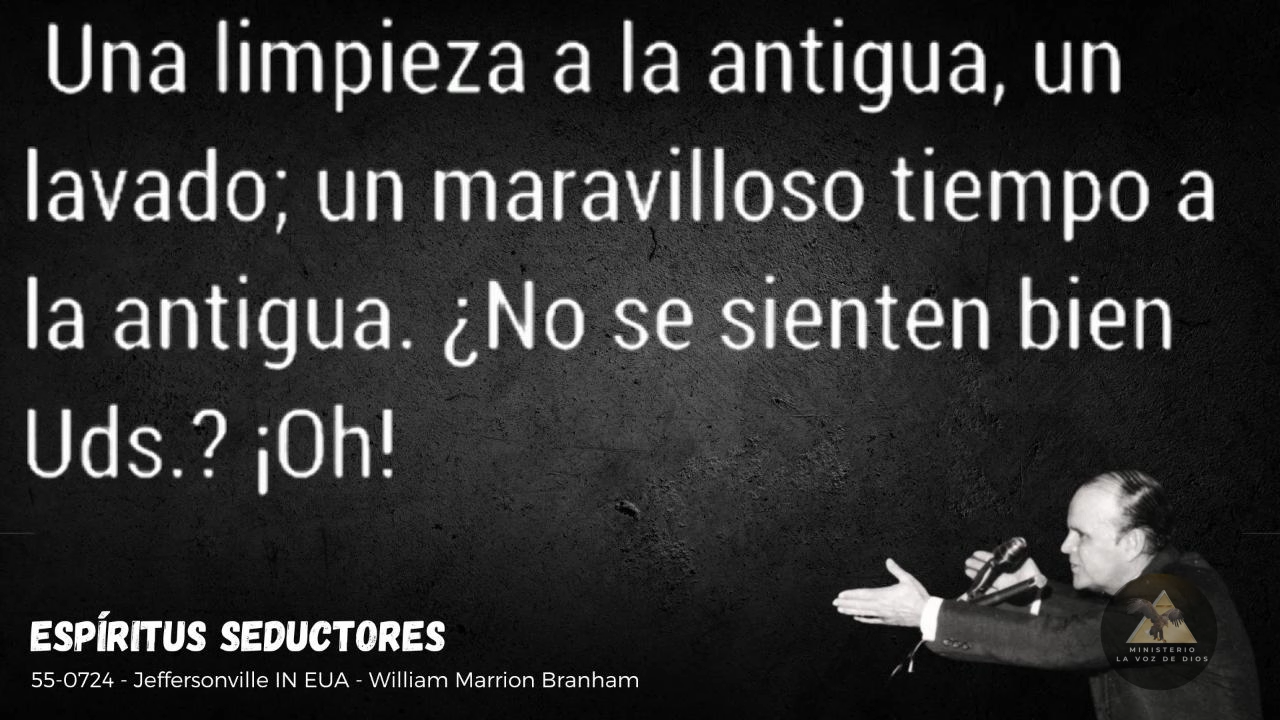 Una limpieza a la antigua, un
lavado; un maravilloso tiempo a
la antigua. ¿No se sienten bien
Uds.? ¡Oh!
ESPÍRITUS SEDUCTORES
55-0724 - Jeffersonville IN EUA - William Marrion Branham
MINISTERIO
LA VOZ DE DIOS